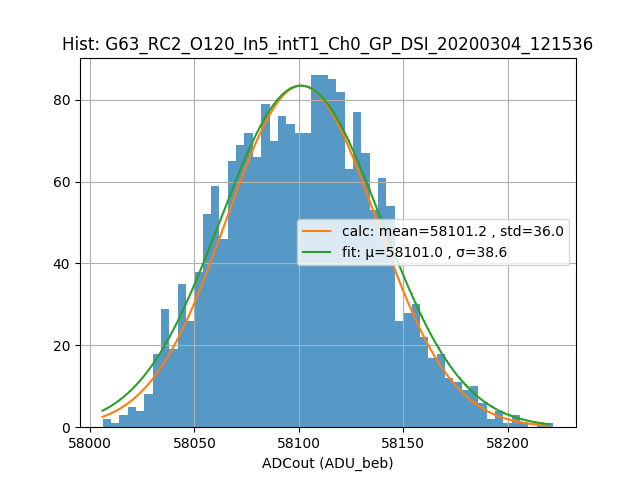 Hist: G63_RC2_O120_In5_intT1_Ch0_GP_DSI_20200304_121536
80
60
40
20
0
calc: mean=58101.2 , std=36.0
fit: μ=58101.0 , σ=38.6
58000 58050 58100 58150 58200
ADCout (ADU_beb)